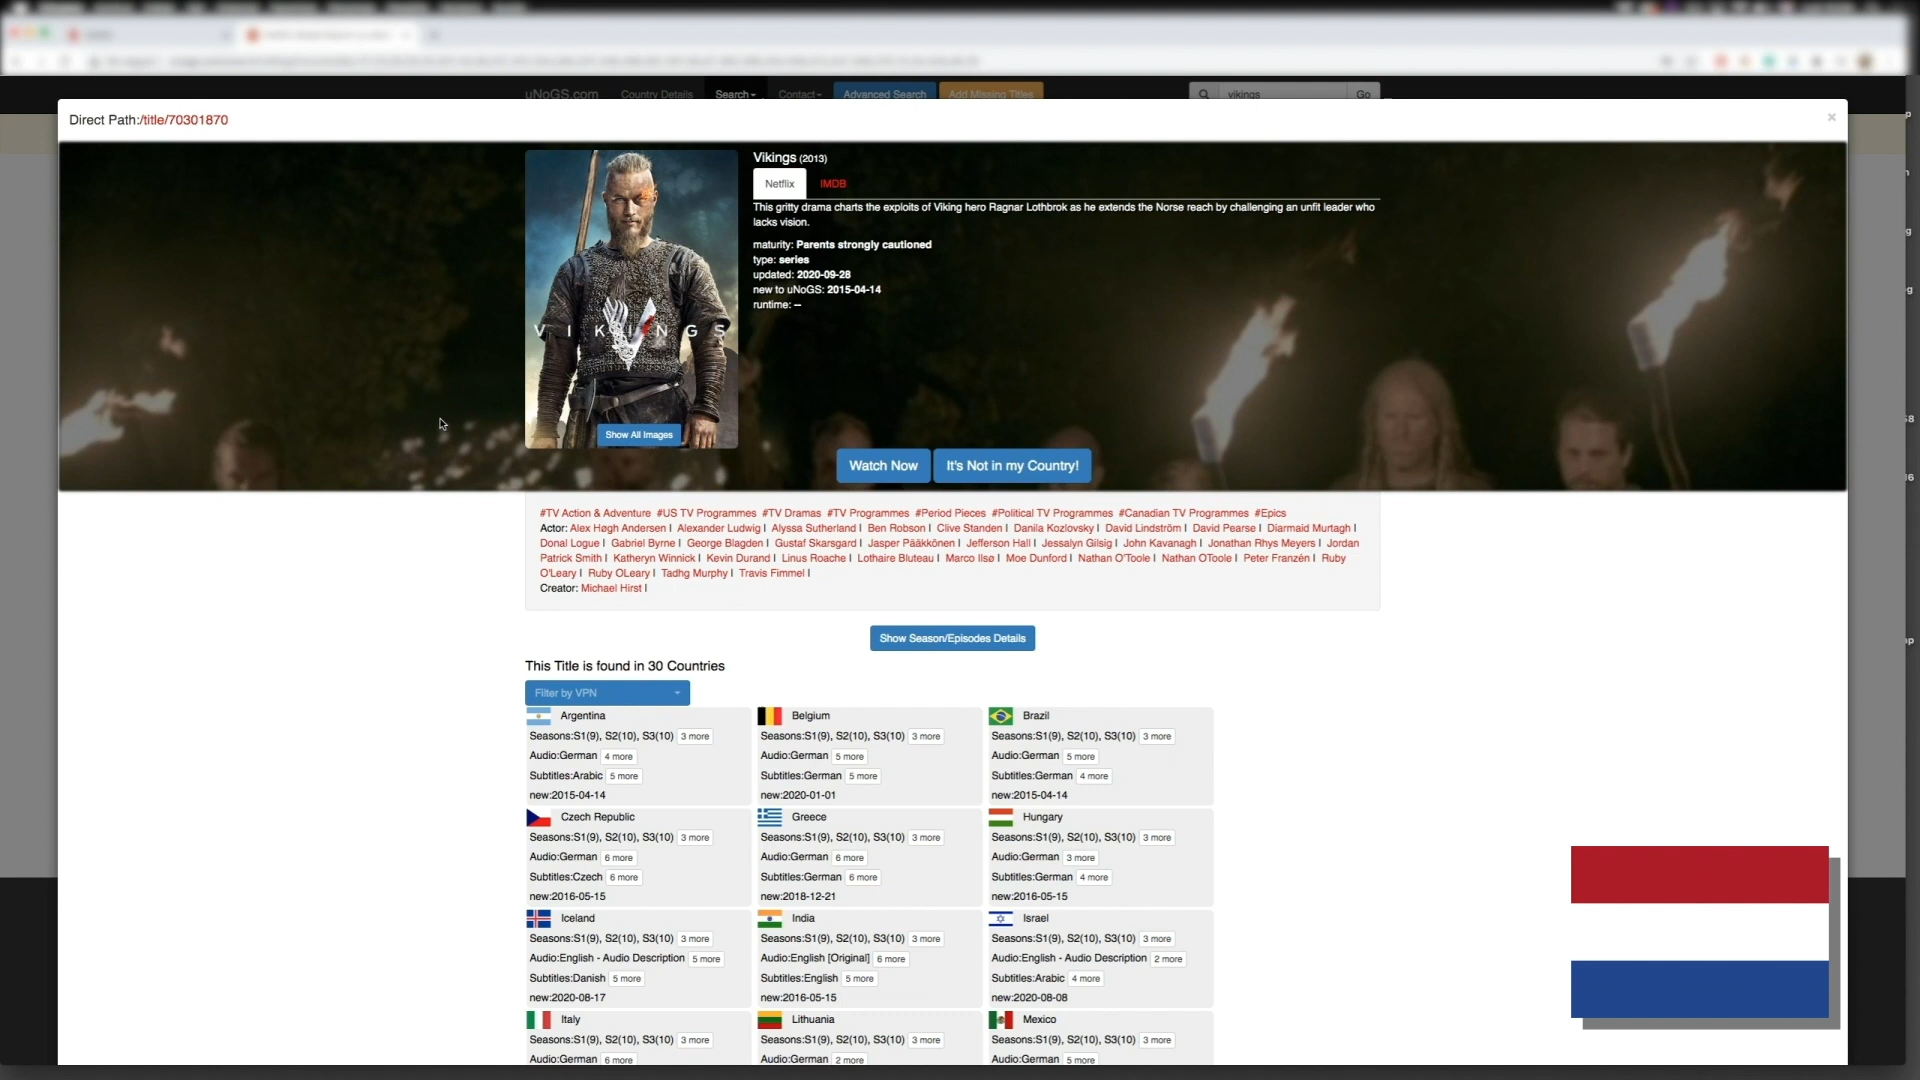 uNoGS.com Country Details Search Contact Advanced Search Add Missing Titles vikings Go
Direct Path:/title/70301870 ×
Vikings (2013)
Netflix IMDB
This gritty drama charts the exploits of Viking hero Ragnar Lothbrok as he extends the Norse reach by challenging an unfit leader who
lacks vision.
maturity: Parents strongly cautioned
type: series
updated: 2020-09-28
new to uNoGS: 2015-04-14
runtime: --
VIKINGS
Show All Images
Watch Now It's Not in my Country!
#TV Action & Adventure #US TV Programmes #TV Dramas #TV Programmes #Period Pieces #Political TV Programmes #Canadian TV Programmes #Epics
Actor: Alex Høgh Andersen | Alexander Ludwig | Alyssa Sutherland | Ben Robson | Clive Standen | Danila Kozlovsky | David Lindström | David Pearse | Diarmaid Murtagh |
Donal Logue | Gabriel Byrne | George Blagden | Gustaf Skarsgard | Jasper Pääkkönen | Jefferson Hall | Jessalyn Gilsig | John Kavanagh | Jonathan Rhys Meyers | Jordan
Patrick Smith | Katheryn Winnick | Kevin Durand | Linus Roache | Lothaire Bluteau | Marco Ilsø | Moe Dunford | Nathan O'Toole | Nathan OToole | Peter Franzén | Ruby
O'Leary | Ruby OLeary | Tadhg Murphy | Travis Fimmel |
Creator: Michael Hirst |
Show Season/Episodes Details
This Title is found in 30 Countries
Filter by VPN
Argentina Belgium Brazil
Seasons:S1(9), S2(10), S3(10) 3 more Seasons:S1(9), S2(10), S3(10) 3 more Seasons:S1(9), S2(10), S3(10) 3 more
Audio:German 4 more Audio:German 5 more Audio:German 5 more
Subtitles:Arabic 5 more Subtitles:German 5 more Subtitles:German 4 more
new:2015-04-14 new:2020-01-01 new:2015-04-14
Czech Republic Greece Hungary
Seasons:S1(9), S2(10), S3(10) 3 more Seasons:S1(9), S2(10), S3(10) 3 more Seasons:S1(9), S2(10), S3(10) 3 more
Audio:German 6 more Audio:German 6 more Audio:German 3 more
Subtitles:Czech 6 more Subtitles:German 6 more Subtitles:German 4 more
new:2016-05-15 new:2018-12-21 new:2016-05-15
Iceland India Israel
Seasons:S1(9), S2(10), S3(10) 3 more Seasons:S1(9), S2(10), S3(10) 3 more Seasons:S1(9), S2(10), S3(10) 3 more
Audio:English - Audio Description 5 more Audio:English [Original] 6 more Audio:English - Audio Description 2 more
Subtitles:Danish 5 more Subtitles:English 5 more Subtitles:Arabic 4 more
new:2020-08-17 new:2016-05-15 new:2020-08-08
Italy Lithuania Mexico
Seasons:S1(9), S2(10), S3(10) 3 more Seasons:S1(9), S2(10), S3(10) 3 more Seasons:S1(9), S2(10), S3(10) 3 more
Audio:German 6 more Audio:German 2 more Audio:German 5 more